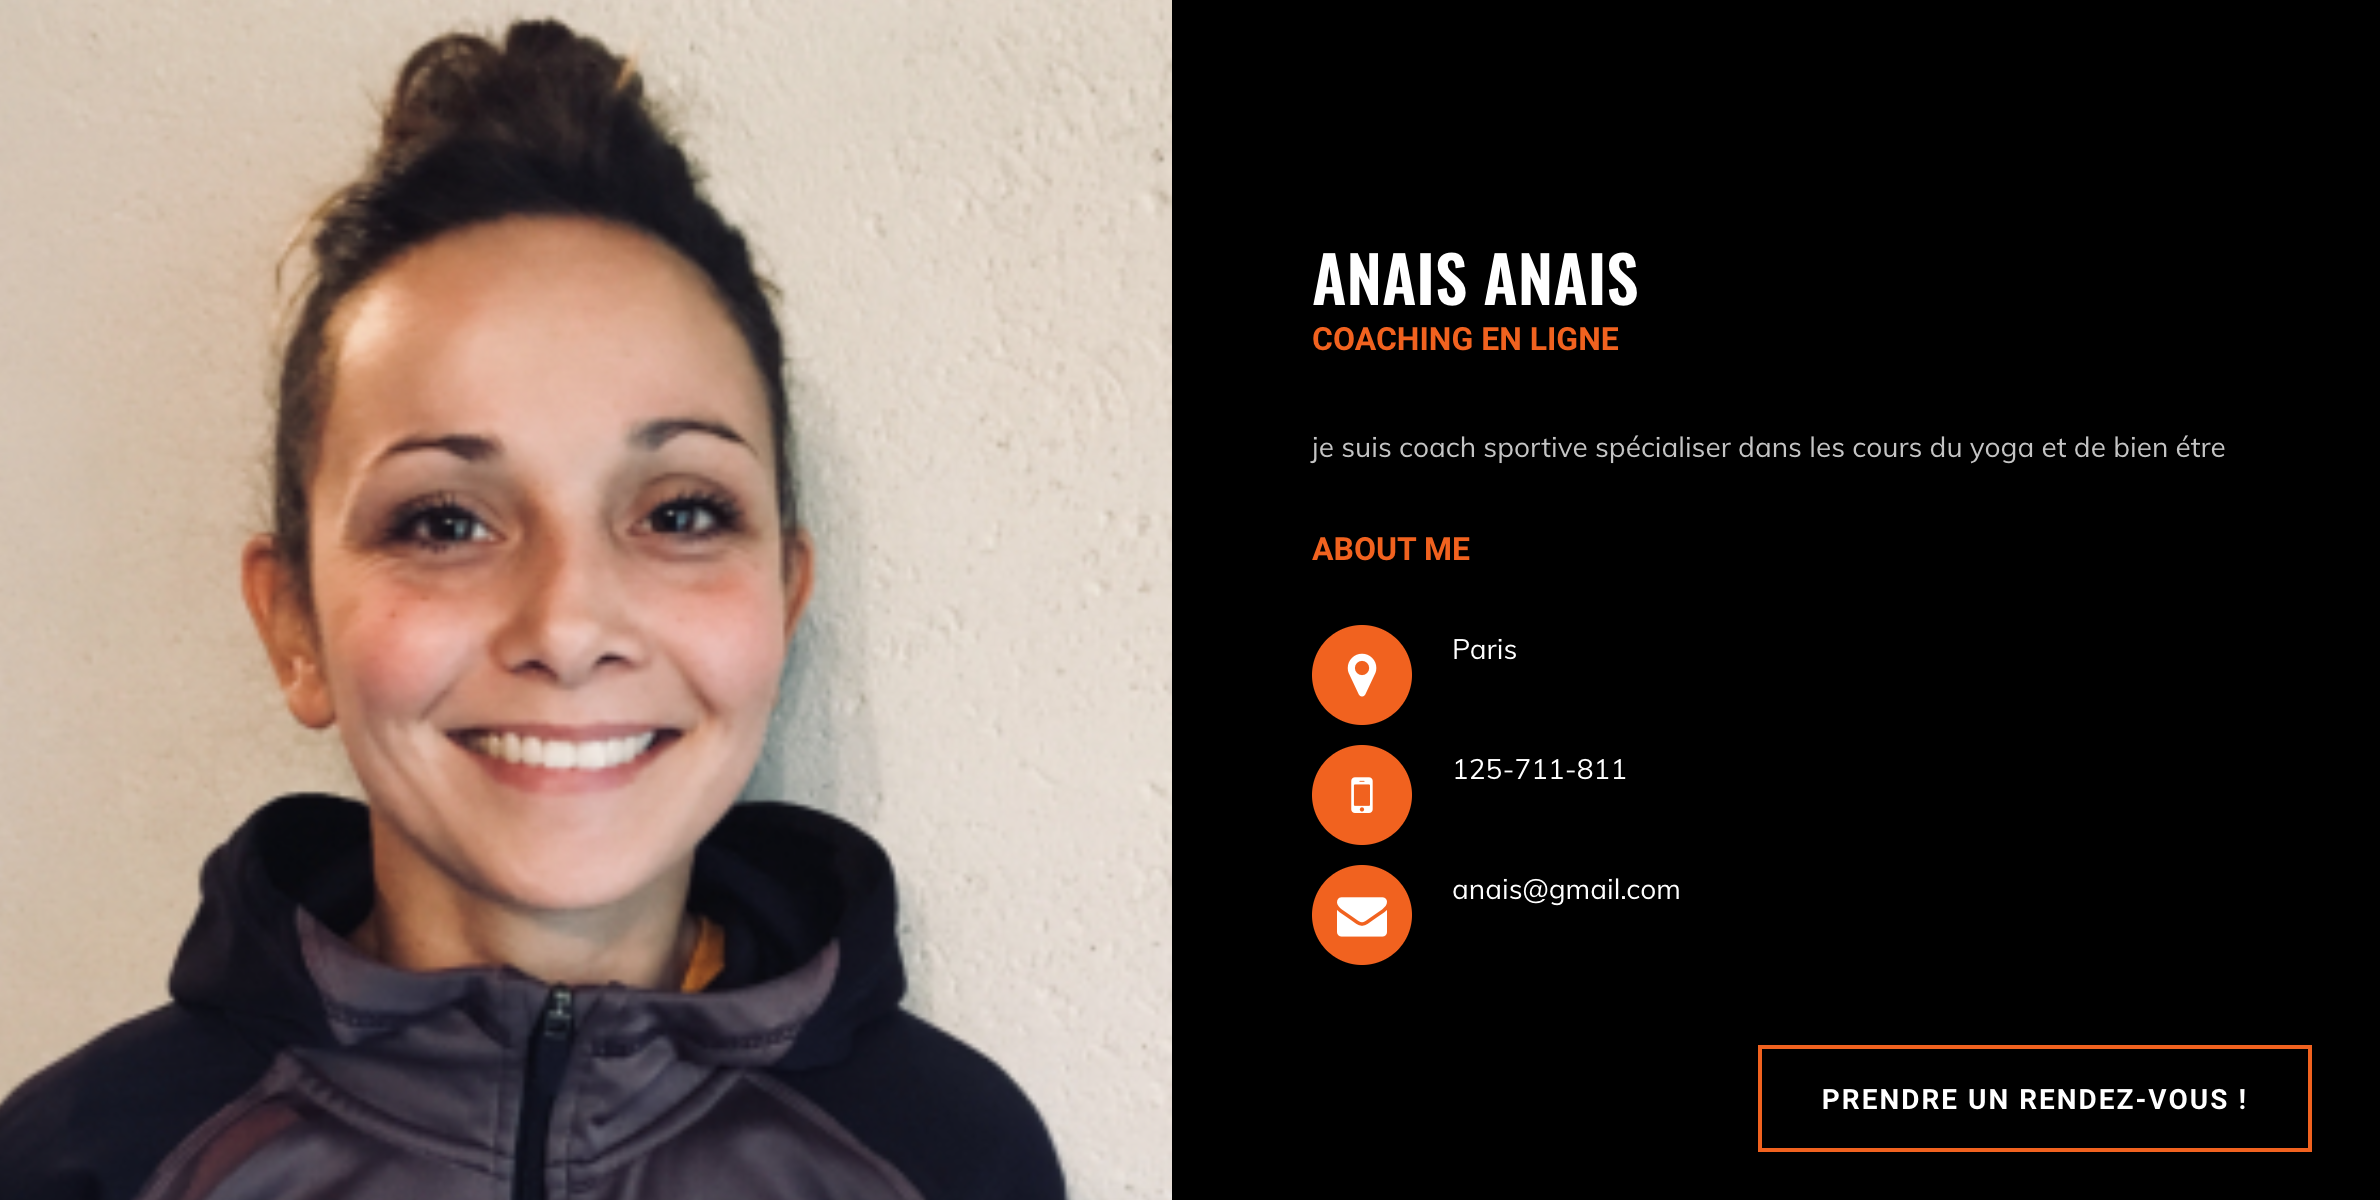 ANAIS ANAIS
COACHING EN LIGNE
je suis coach sportive spécialiser dans les cours du yoga et de bien étre
ABOUT ME
Paris
125-711-811
anais@gmail.com
PRENDRE UN RENDEZ-VOUS !